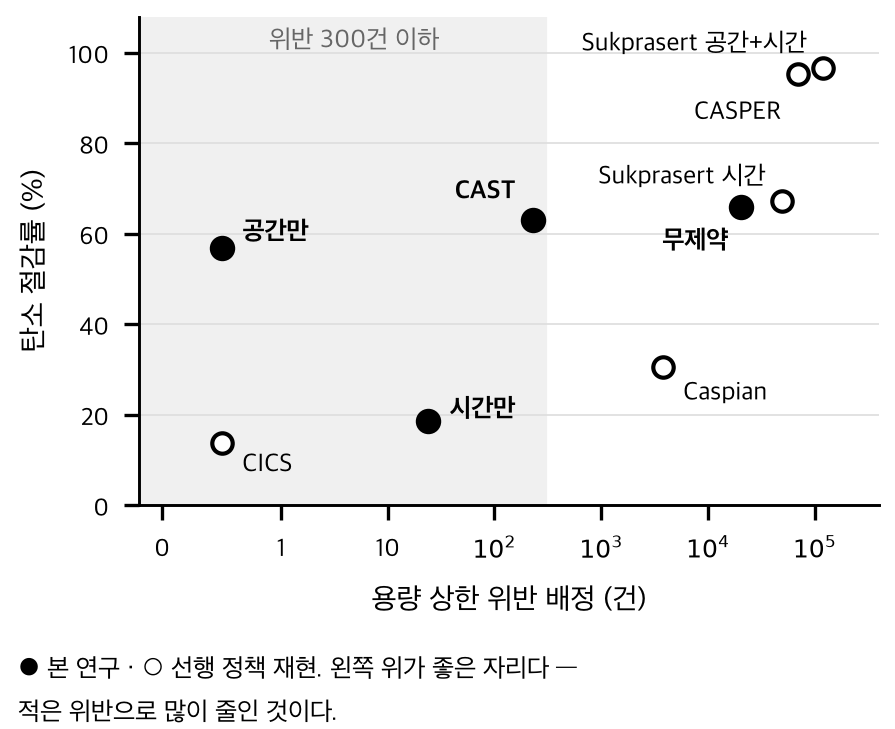 위반 300건 이하
Sukprasert 공간+시간
CASPER
Sukprasert 시간
CAST
공간만
무제약
Caspian
시간만
CICS
탄소 절감률 (%)
100
80
60
40
20
0
0 1 10 10² 10³ 10⁴ 10⁵
용량 상한 위반 배정 (건)
● 본 연구 · ○ 선행 정책 재현. 왼쪽 위가 좋은 자리다 —
적은 위반으로 많이 줄인 것이다.